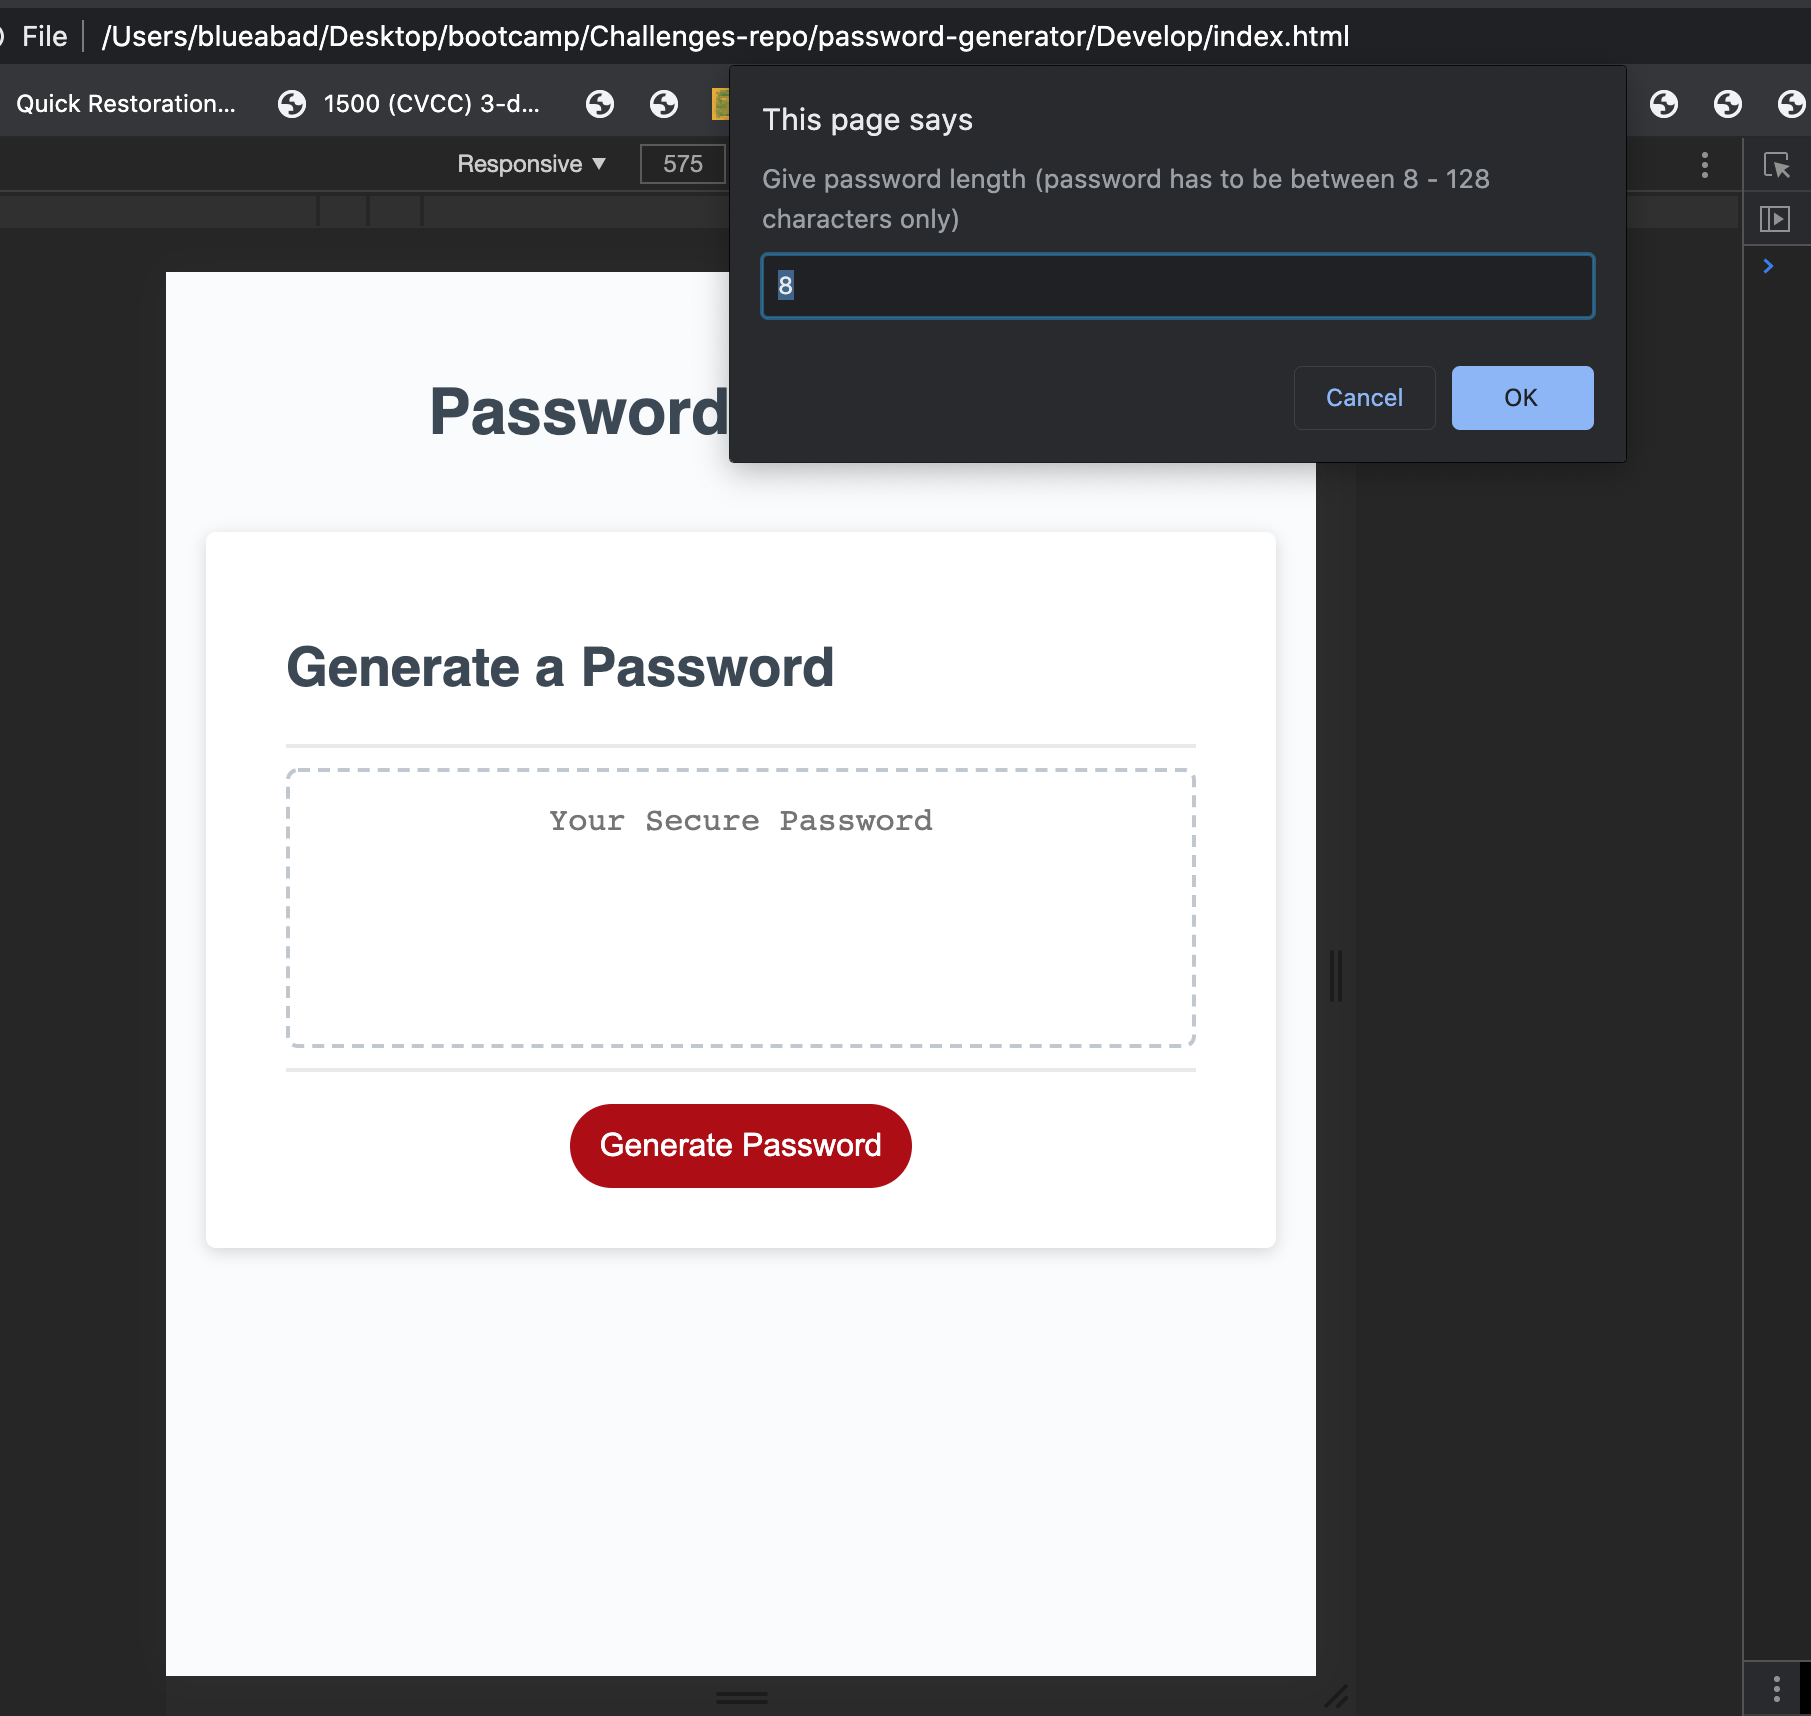 File /Users/blueabad/Desktop/bootcamp/Challenges-repo/password-generator/Develop/index.html
Quick Restoration... 1500 (CVCC) 3-d...
Responsive ▼ 575
This page says
Give password length (password has to be between 8 - 128
characters only)
8
Cancel OK
Password
Generate a Password
Your Secure Password
Generate Password